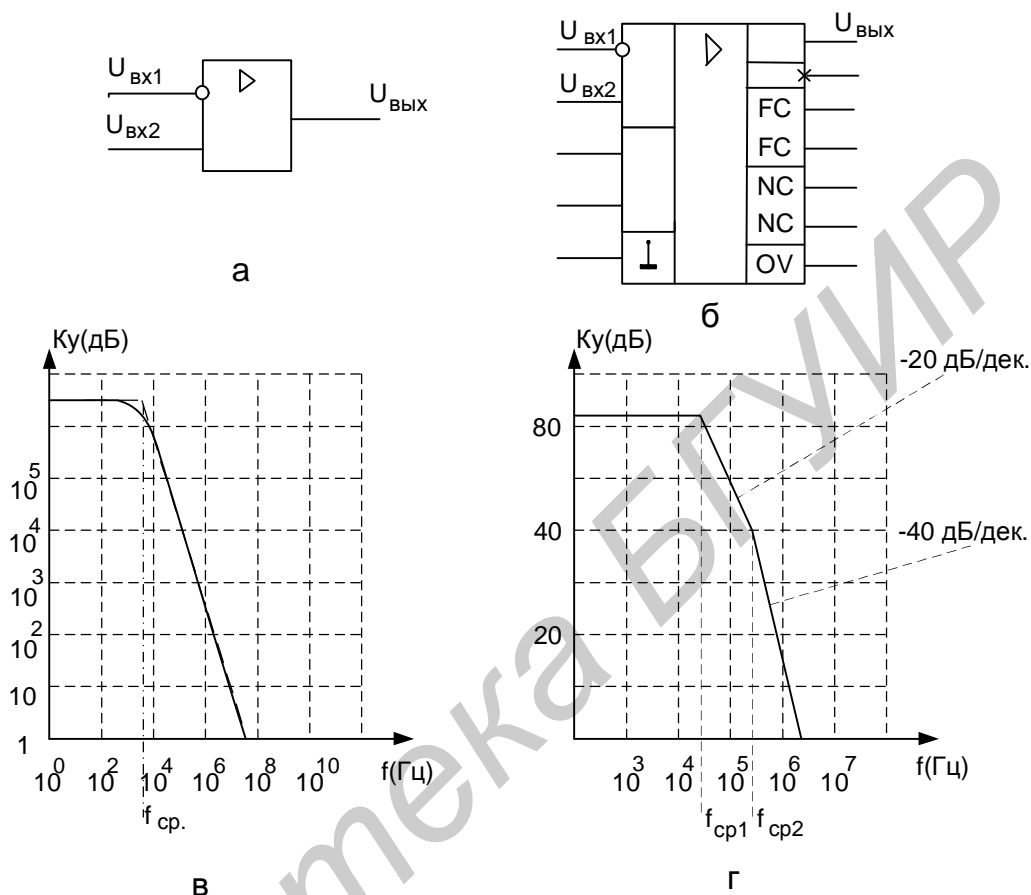 U вх1
U вх2
U вых
а
U вх1
U вх2
U вых
FC
FC
NC
NC
OV
б
Ку(дБ)
10^5
10^4
10^3
10^2
10
1
10^0 10^2 10^4 10^6 10^8 10^10 f(Гц)
f ср.
в
Ку(дБ)
80
40
20
-20 дБ/дек.
-40 дБ/дек.
10^3 10^4 10^5 10^6 10^7 f(Гц)
f ср1 f ср2
г
тека БГУИР